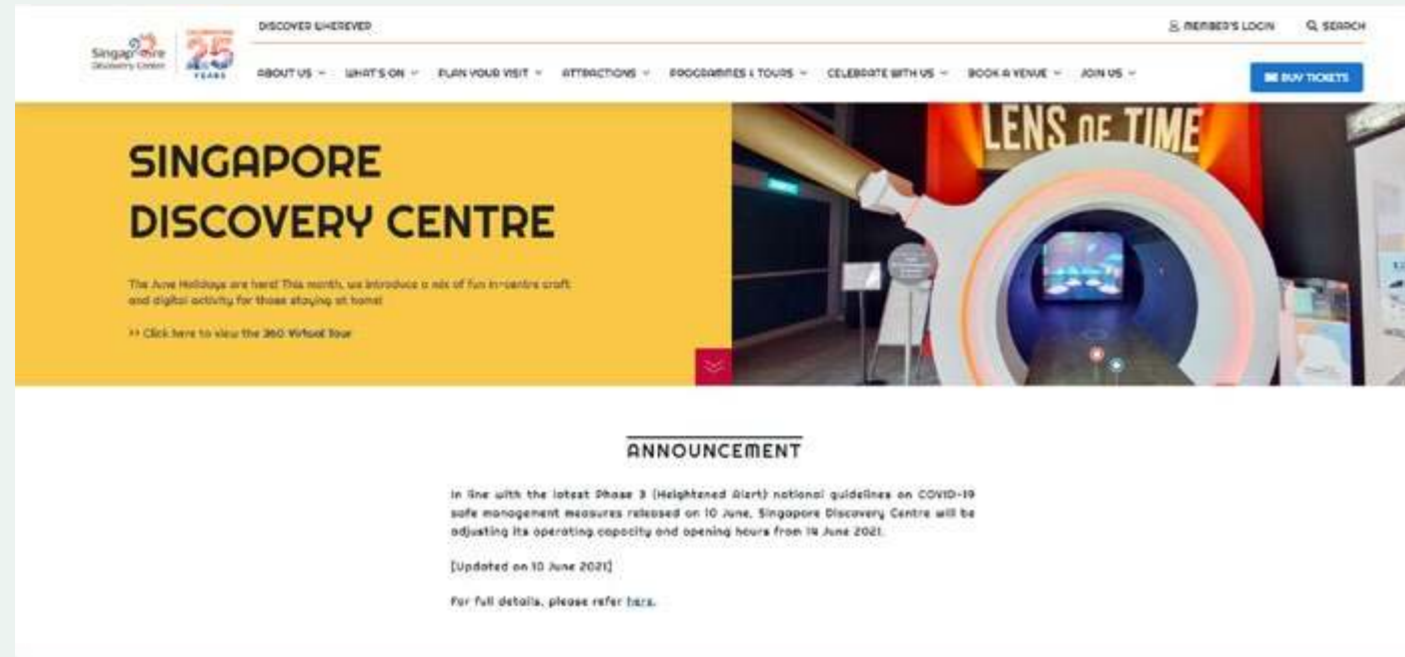 DISCOVER WHEREVER
MEMBER'S LOGIN
SEARCH
Singapore
Discovery Centre
25
YEARS
ABOUT US
WHAT'S ON
PLAN YOUR VISIT
ATTRACTIONS
PROGRAMMES & TOURS
CELEBRATE WITH US
BOOK A VENUE
JOIN US
BUY TICKETS
SINGAPORE
DISCOVERY CENTRE
The June Holidays are here! This month, we introduce a mix of fun in-centre craft
and digital activity for those staying at home!
>> Click here to view the 360 Virtual Tour
LENS OF TIME
ANNOUNCEMENT
In line with the latest Phase 3 (Heightened Alert) national guidelines on COVID-19
safe management measures released on 10 June, Singapore Discovery Centre will be
adjusting its operating capacity and opening hours from 14 June 2021.
[Updated on 10 June 2021]
For full details, please refer here.